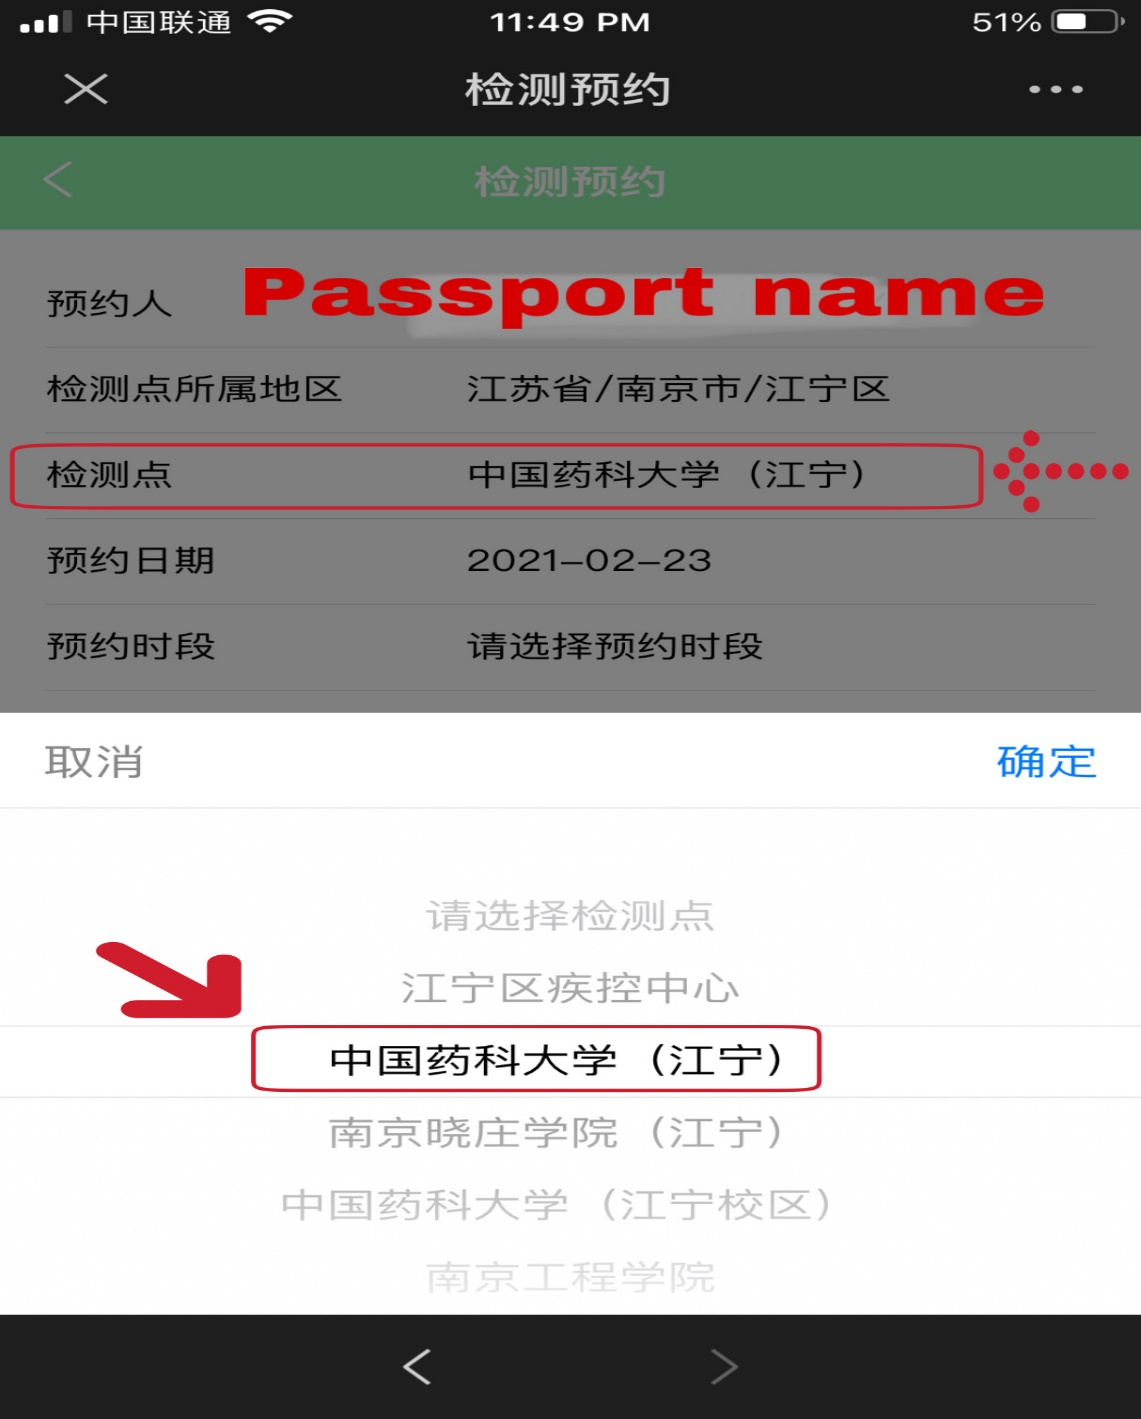 中国联通 11:49 PM 51%
检测预约
检测预约
预约人 Passport name
检测点所属地区 江苏省/南京市/江宁区
检测点 中国药科大学（江宁）
预约日期 2021-02-23
预约时段 请选择预约时段
取消 确定
请选择检测点
江宁区疾控中心
中国药科大学（江宁）
南京晓庄学院（江宁）
中国药科大学（江宁校区）
南京工程学院